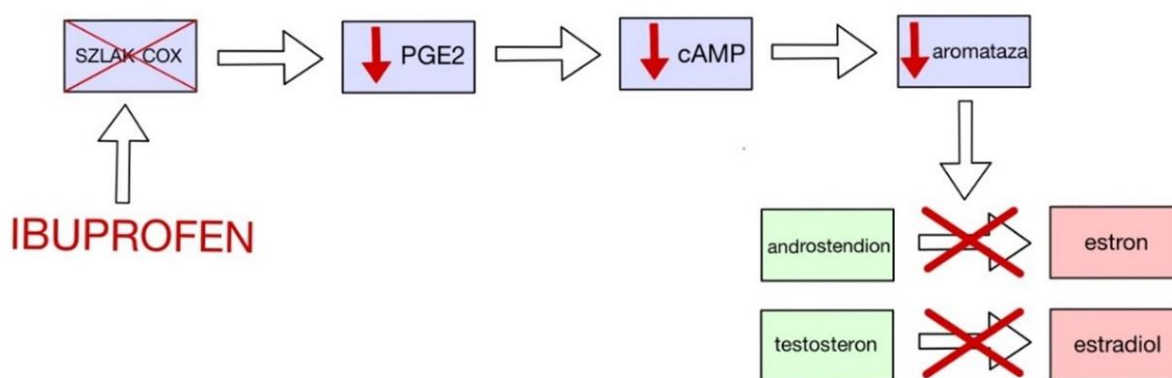 SZLAK COX
PGE2
cAMP
aromataza
IBUPROFEN
androstendion
estron
testosteron
estradiol